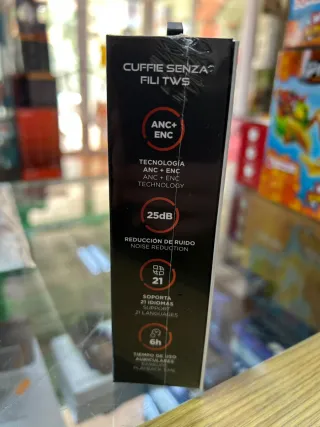 CUFFIE SENZA
FILI TWS
ANC+
ENC
TECNOLOGÍA
ANC + ENC
ANC + ENC
TECHNOLOGY
25dB
REDUCCIÓN DE RUIDO
NOISE REDUCTION
21
SOPORTA
21 IDIOMAS
SUPPORT
21 LANGUAGES
6h
TIEMPO DE USO
AURICULARES